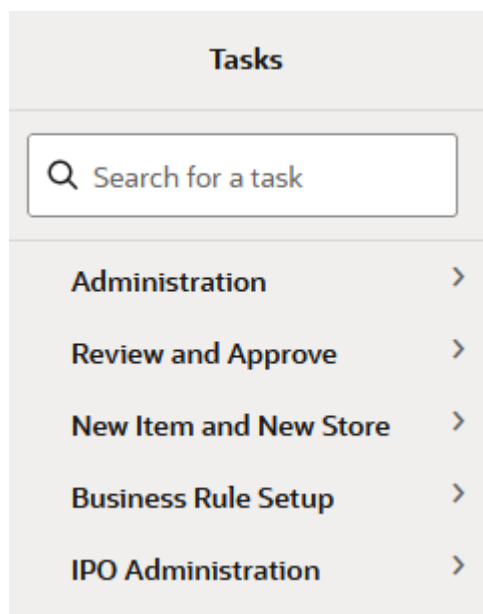 Tasks
Search for a task
Administration
Review and Approve
New Item and New Store
Business Rule Setup
IPO Administration